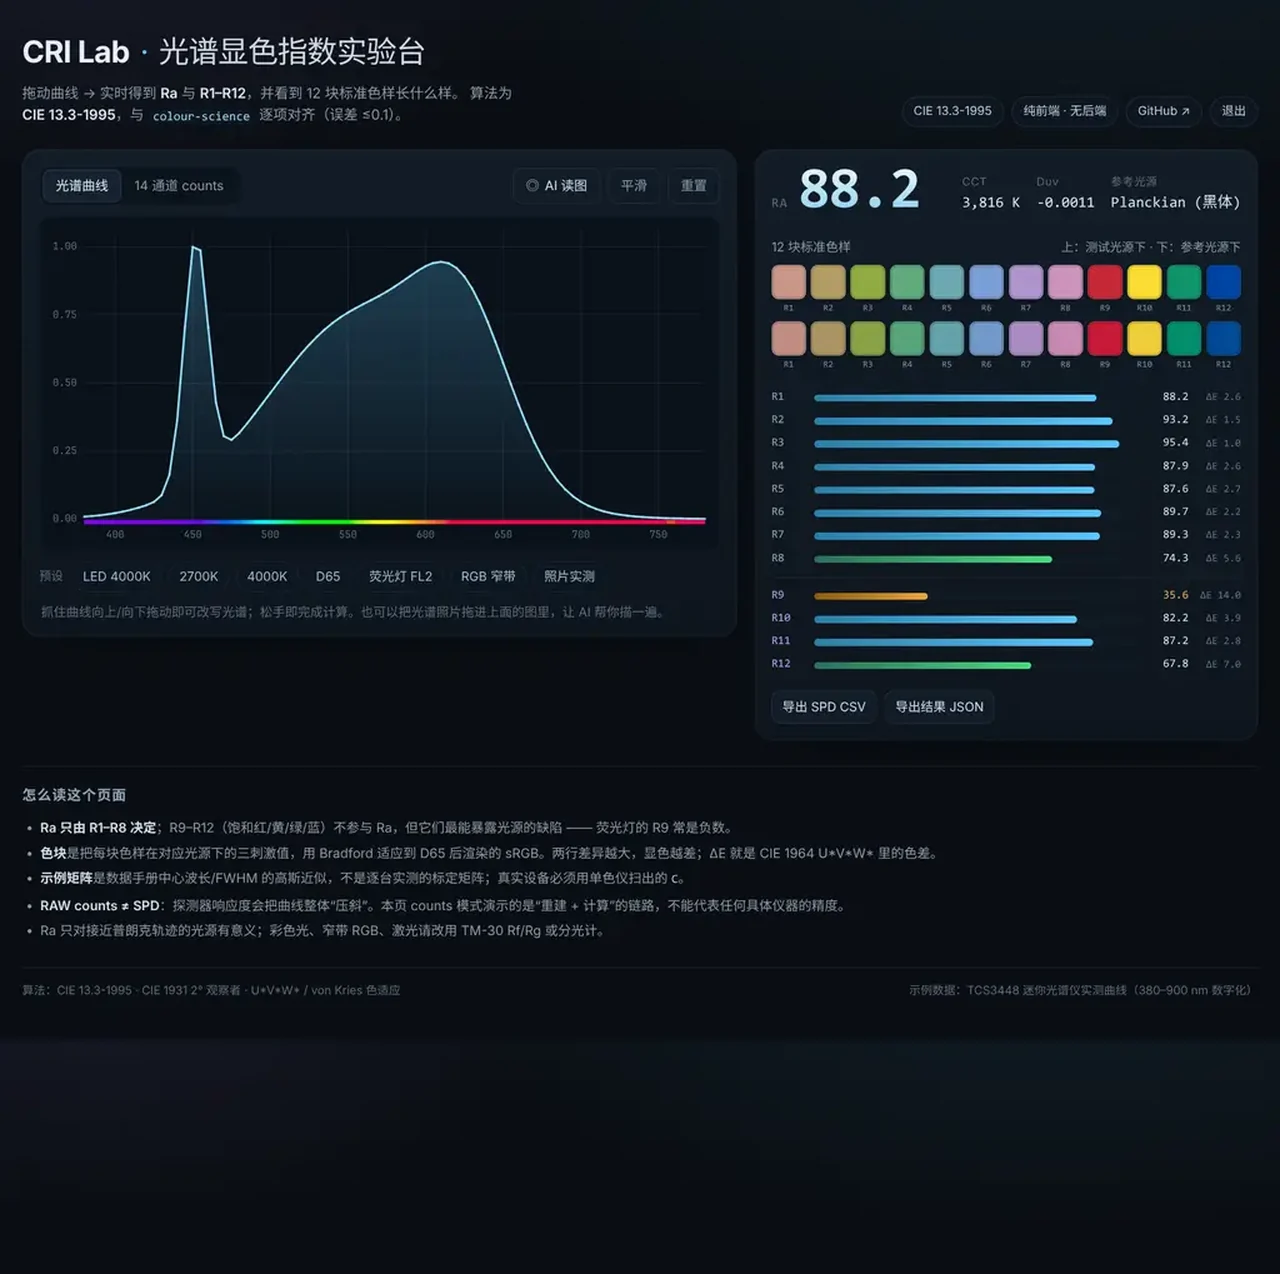 CRI Lab · 光谱显色指数实验台
拖动曲线 → 实时得到 Ra 与 R1–R12，并看到 12 块标准色样长什么样。 算法为
CIE 13.3-1995，与 colour-science 逐项对齐（误差 ≤0.1）。
CIE 13.3-1995
纯前端 · 无后端
GitHub ↗
退出
光谱曲线
14 通道 counts
◎ AI 读图
平滑
重置
1.00
0.75
0.50
0.25
0.00
400 450 500 550 600 650 700 750
预设 LED 4000K 2700K 4000K D65 荧光灯 FL2 RGB 窄带 照片实测
抓住曲线向上/向下拖动即可改写光谱；松手即完成计算。也可以把光谱照片拖进上面的图里，让 AI 帮你描一遍。
RA 88.2
CCT
3,816 K
Duv
-0.0011
参考光源
Planckian (黑体)
12 块标准色样
上：测试光源下 · 下：参考光源下
R1 R2 R3 R4 R5 R6 R7 R8 R9 R10 R11 R12
R1 R2 R3 R4 R5 R6 R7 R8 R9 R10 R11 R12
R1 88.2 ΔE 2.6
R2 93.2 ΔE 1.5
R3 95.4 ΔE 1.0
R4 87.9 ΔE 2.6
R5 87.6 ΔE 2.7
R6 89.7 ΔE 2.2
R7 89.3 ΔE 2.3
R8 74.3 ΔE 5.6
R9 35.6 ΔE 14.0
R10 82.2 ΔE 3.9
R11 87.2 ΔE 2.8
R12 67.8 ΔE 7.0
导出 SPD CSV
导出结果 JSON
怎么读这个页面
• Ra 只由 R1–R8 决定；R9–R12（饱和红/黄/绿/蓝）不参与 Ra，但它们最能暴露光源的缺陷 —— 荧光灯的 R9 常是负数。
• 色块是把每块色样在对应光源下的三刺激值，用 Bradford 适应到 D65 后渲染的 sRGB。两行差异越大，显色越差；ΔE 就是 CIE 1964 U*V*W* 里的色差。
• 示例矩阵是数据手册中心波长/FWHM 的高斯近似，不是逐台实测的标定矩阵；真实设备必须用单色仪扫出的 C。
• RAW counts ≠ SPD：探测器响应度会把曲线整体“压斜”。本页 counts 模式演示的是“重建 + 计算”的链路，不能代表任何具体仪器的精度。
• Ra 只对接近普朗克轨迹的光源有意义；彩色光、窄带 RGB、激光请改用 TM-30 Rf/Rg 或分光计。
算法：CIE 13.3-1995 · CIE 1931 2° 观察者 · U*V*W* / von Kries 色适应
示例数据：TCS3448 迷你光谱仪实测曲线（380–900 nm 数字化）